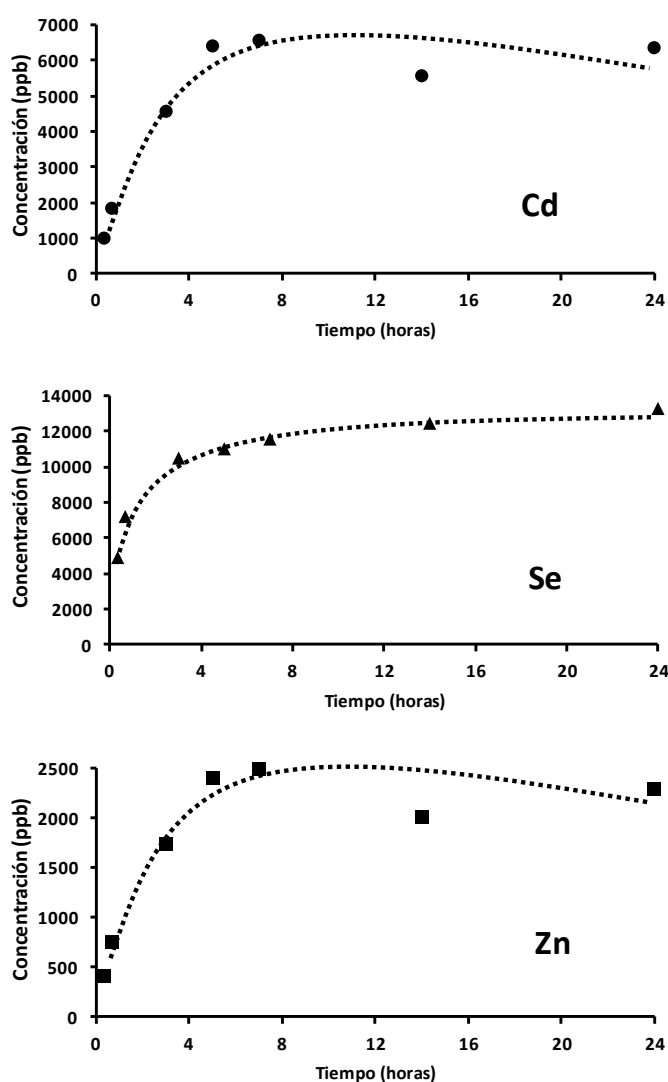 7000
6000
5000
4000
3000
2000
1000
0
Concentración (ppb)
Cd
0 4 8 12 16 20 24
Tiempo (horas)
14000
12000
10000
8000
6000
4000
2000
0
Concentración (ppb)
Se
0 4 8 12 16 20 24
Tiempo (horas)
2500
2000
1500
1000
500
0
Concentración (ppb)
Zn
0 4 8 12 16 20 24
Tiempo (horas)